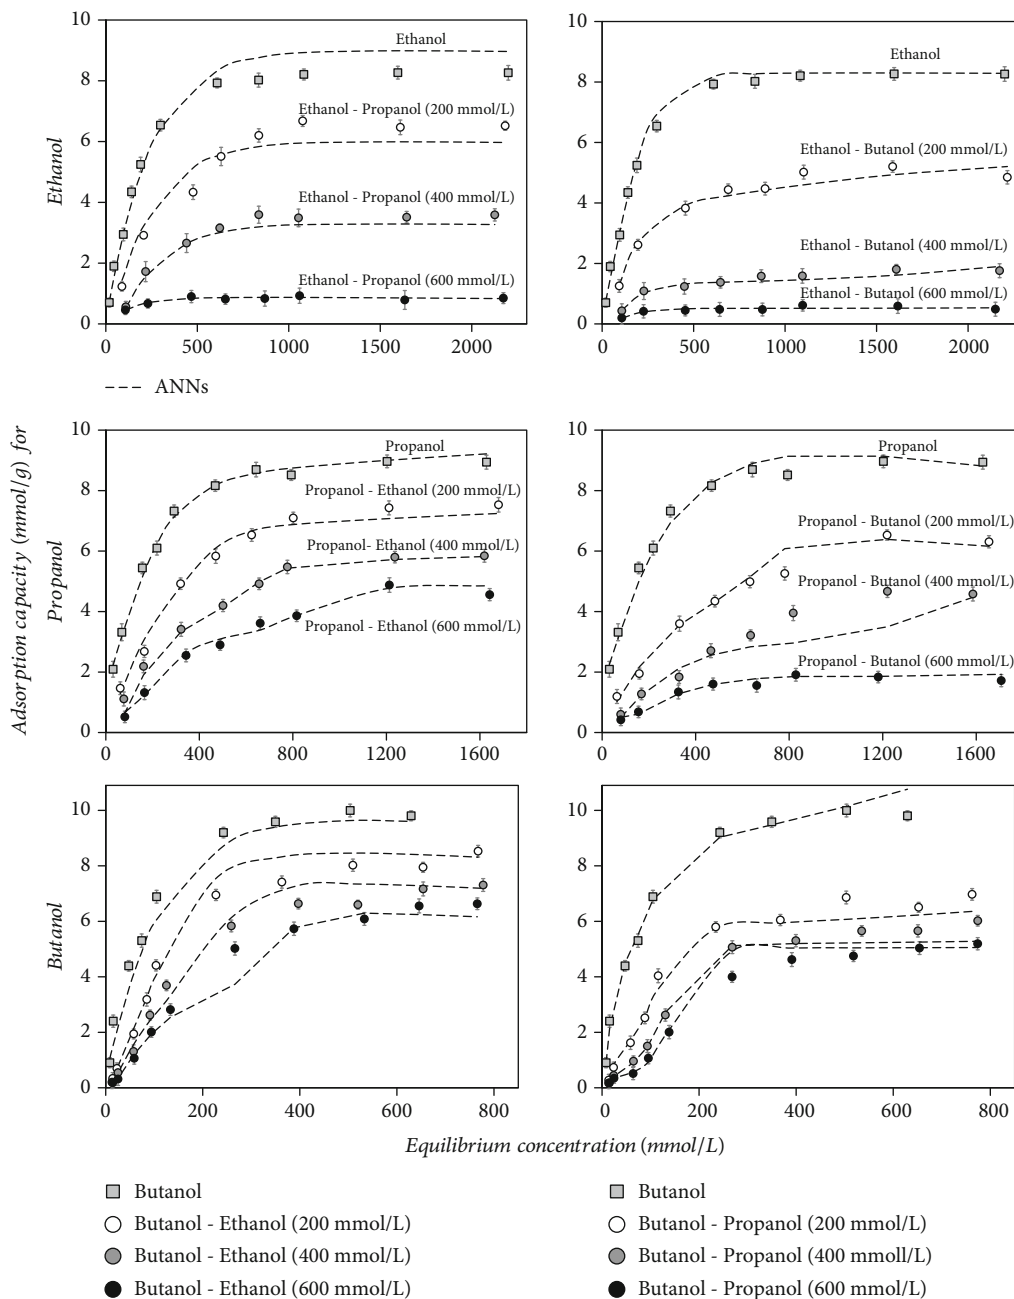 Adsorption capacity (mmol/g) for
Ethanol
10
8
6
4
2
0
Ethanol
Ethanol - Propanol (200 mmol/L)
Ethanol - Propanol (400 mmol/L)
Ethanol - Propanol (600 mmol/L)
0 500 1000 1500 2000
10
8
6
4
2
0
Ethanol
Ethanol - Butanol (200 mmol/L)
Ethanol - Butanol (400 mmol/L)
Ethanol - Butanol (600 mmol/L)
0 500 1000 1500 2000
ANNs
Propanol
10
8
6
4
2
0
Propanol
Propanol - Ethanol (200 mmol/L)
Propanol- Ethanol (400 mmol/L)
Propanol - Ethanol (600 mmol/L)
0 400 800 1200 1600
10
8
6
4
2
0
Propanol
Propanol - Butanol (200 mmol/L)
Propanol - Butanol (400 mmol/L)
Propanol - Butanol (600 mmol/L)
0 400 800 1200 1600
Butanol
10
8
6
4
2
0
0 200 400 600 800
10
8
6
4
2
0
0 200 400 600 800
Equilibrium concentration (mmol/L)
Butanol
Butanol - Ethanol (200 mmol/L)
Butanol - Ethanol (400 mmol/L)
Butanol - Ethanol (600 mmol/L)
Butanol
Butanol - Propanol (200 mmol/L)
Butanol - Propanol (400 mmoll/L)
Butanol - Propanol (600 mmol/L)